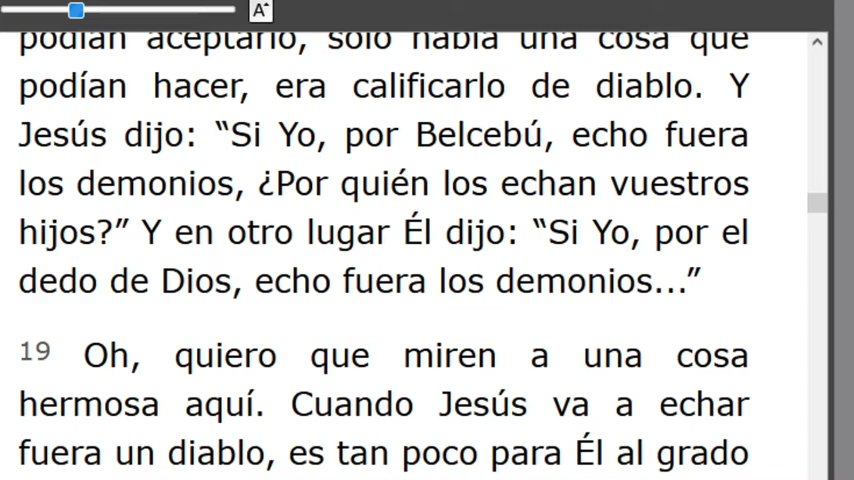 A
podían aceptarlo, sólo había una cosa que
podían hacer, era calificarlo de diablo. Y
Jesús dijo: “Si Yo, por Belcebú, echo fuera
los demonios, ¿Por quién los echan vuestros
hijos?” Y en otro lugar Él dijo: “Si Yo, por el
dedo de Dios, echo fuera los demonios...”
19 Oh, quiero que miren a una cosa
hermosa aquí. Cuando Jesús va a echar
fuera un diablo, es tan poco para Él al grado